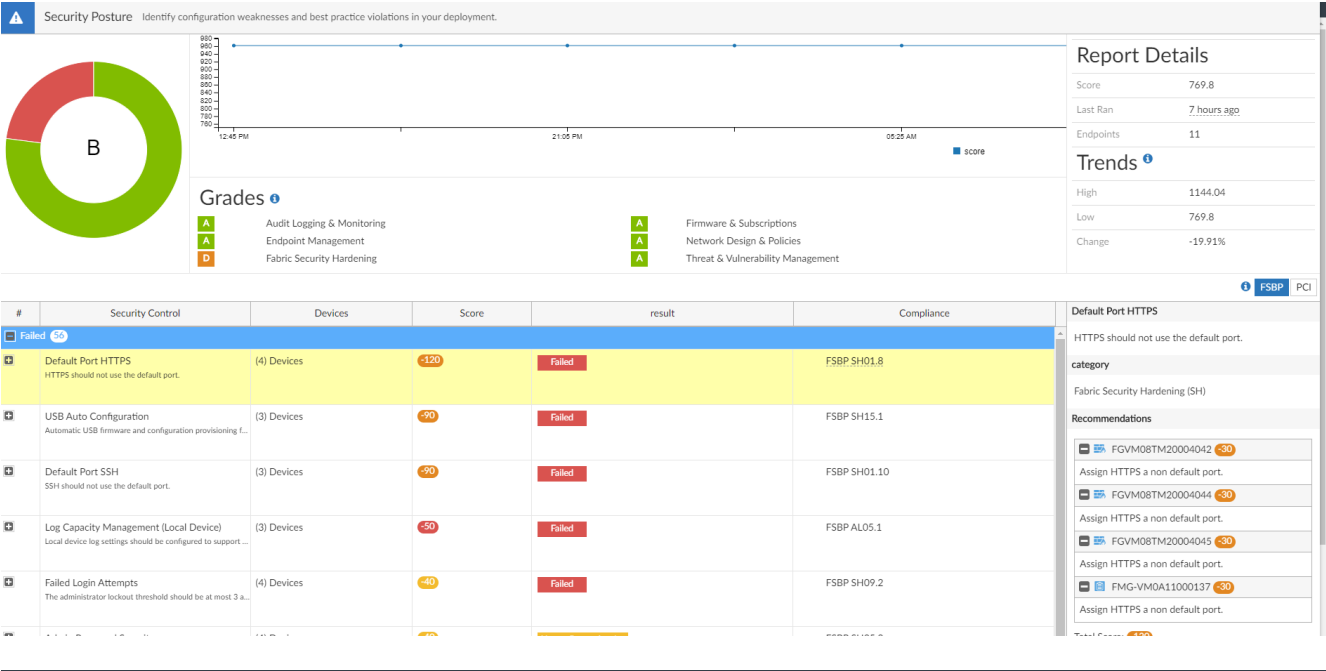 Security Posture Identify configuration weaknesses and best practice violations in your deployment.
B
980
960
940
920
900
880
860
840
820
800
780
760
12:45 PM 21:05 PM 05:25 AM
score
Grades
A Audit Logging & Monitoring
A Endpoint Management
D Fabric Security Hardening
A Firmware & Subscriptions
A Network Design & Policies
A Threat & Vulnerability Management
Report Details
Score 769.8
Last Ran 7 hours ago
Endpoints 11
Trends
High 1144.04
Low 769.8
Change -19.91%
FSBP PCI
# Security Control Devices Score result Compliance
Failed 56
Default Port HTTPS (4) Devices -120 Failed FSBP SH01.8
HTTPS should not use the default port.
USB Auto Configuration (3) Devices -90 Failed FSBP SH15.1
Automatic USB firmware and configuration provisioning f...
Default Port SSH (3) Devices -90 Failed FSBP SH01.10
SSH should not use the default port.
Log Capacity Management (Local Device) (3) Devices -50 Failed FSBP AL05.1
Local device log settings should be configured to support ...
Failed Login Attempts (4) Devices -40 Failed FSBP SH09.2
The administrator lockout threshold should be at most 3 a...
Default Port HTTPS
HTTPS should not use the default port.
category
Fabric Security Hardening (SH)
Recommendations
FGVM08TM20004042 -30
Assign HTTPS a non default port.
FGVM08TM20004044 -30
Assign HTTPS a non default port.
FGVM08TM20004045 -30
Assign HTTPS a non default port.
FMG-VM0A11000137 -30
Assign HTTPS a non default port.